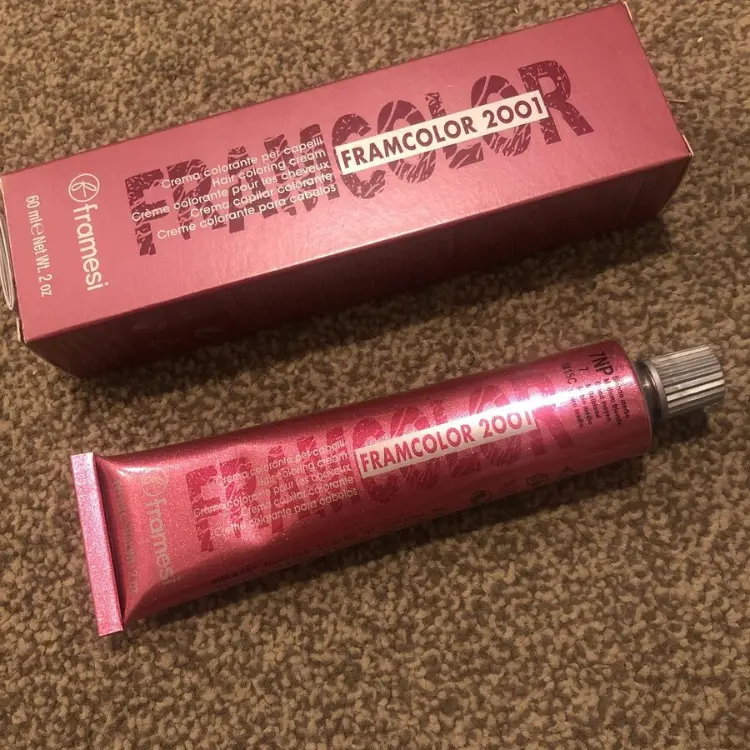 FRAMCOLOR
FRAMCOLOR 2001
Crema colorante per capelli
Hair coloring cream
Crème colorante pour les cheveux
Crema capilar colorante
Creme colorante para cabelos
framesi
60 ml e Net Wt. 2 oz
FRAMCOLOR
FRAMCOLOR 2001
Crema colorante per capelli
Hair coloring cream
Crème colorante pour les cheveux
Crema capilar colorante
Creme colorante para cabelos
framesi
7NP